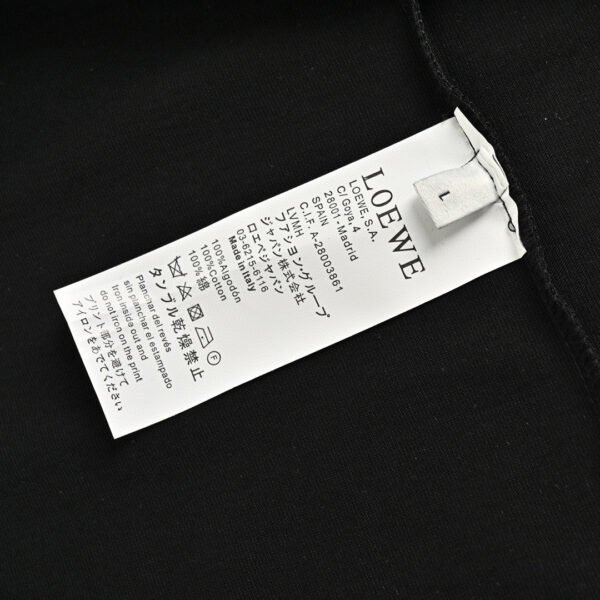 L
LOEWE
LOEWE, S.A.
C/Goya, 4
28001 - Madrid
SPAIN
C.I.F. A-28003861
LVMH
ファション・グループ
ジャパン株式会社
ロエベジャパン
03-6215-6116
Made in Italy
100%Algodón
100%Cotton
100%綿
F
タンブル乾燥禁止
Planchar del revés
sin planchar el estampado
Iron inside out and
do not iron on the print
プリント部分を避けて
アイロンをあでてください